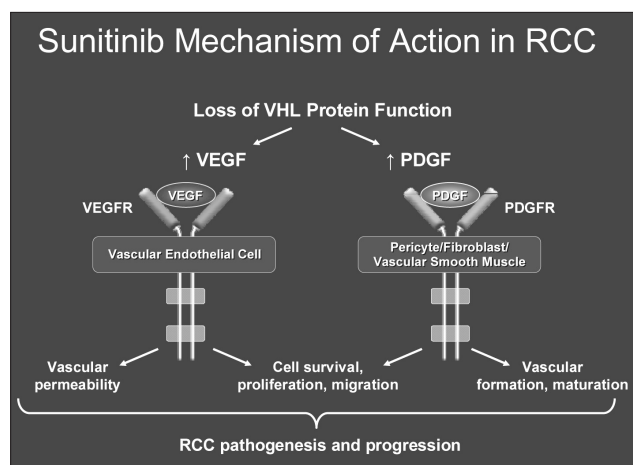 Sunitinib Mechanism of Action in RCC
Loss of VHL Protein Function
↑ VEGF
↑ PDGF
VEGF
PDGF
VEGFR
PDGFR
Vascular Endothelial Cell
Pericyte/Fibroblast/
Vascular Smooth Muscle
Vascular
permeability
Cell survival,
proliferation, migration
Vascular
formation, maturation
RCC pathogenesis and progression